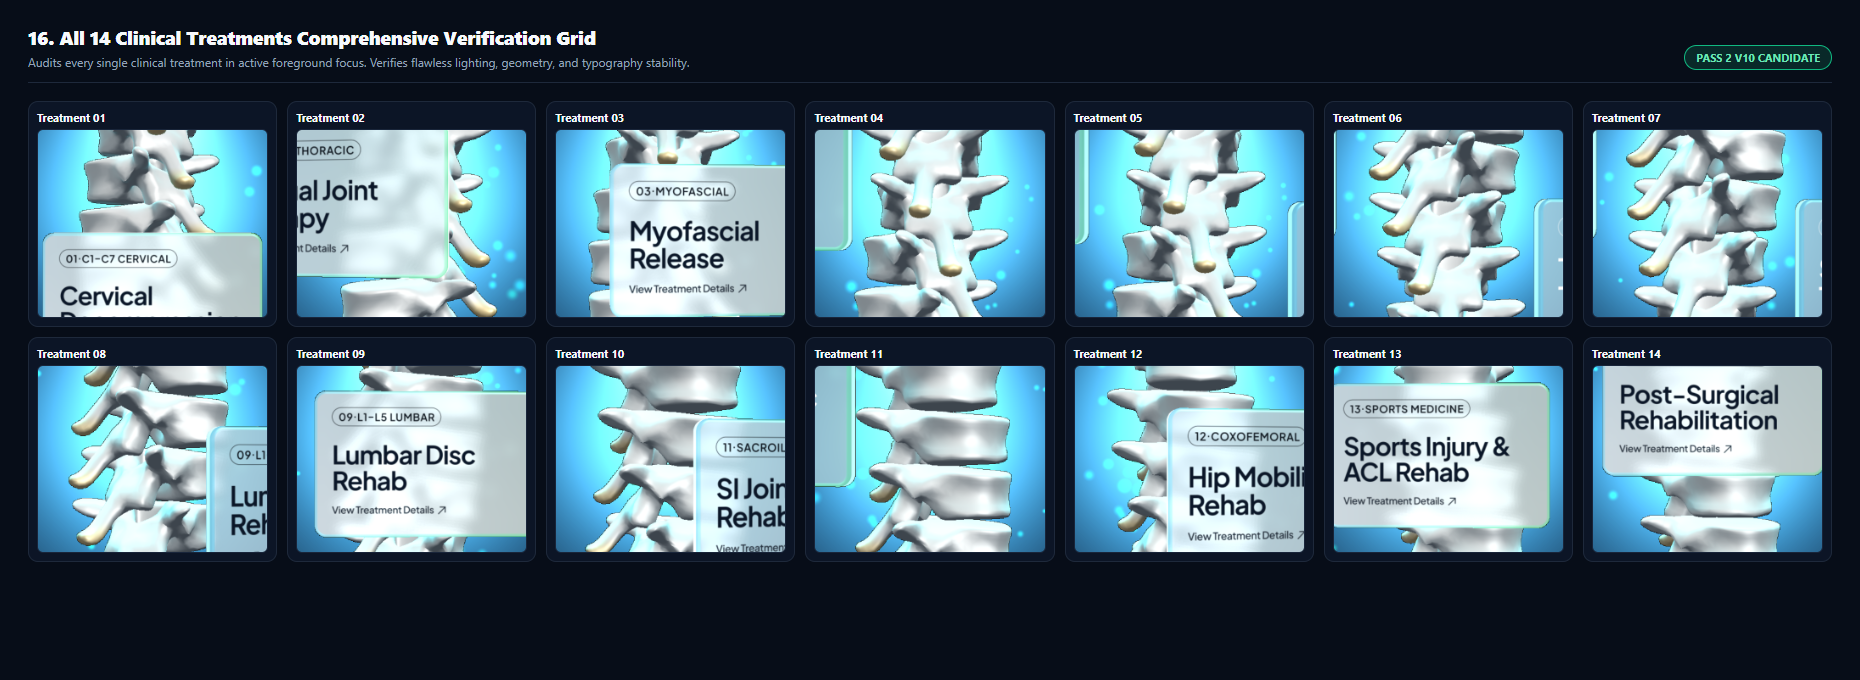 16. All 14 Clinical Treatments Comprehensive Verification Grid
Audits every single clinical treatment in active foreground focus. Verifies flawless lighting, geometry, and typography stability.
PASS 2 V10 CANDIDATE
Treatment 01
01·C1–C7 CERVICAL
Cervical
Treatment 02
THORACIC
al Joint
py
nt Details ↗
Treatment 03
03·MYOFASCIAL
Myofascial
Release
View Treatment Details ↗
Treatment 04
Treatment 05
Treatment 06
Treatment 07
Treatment 08
09·L1
Lur
Reh
Treatment 09
09·L1–L5 LUMBAR
Lumbar Disc
Rehab
View Treatment Details ↗
Treatment 10
11·SACROIL
SI Join
Rehab
View Treatmen
Treatment 11
Treatment 12
12·COXOFEMORAL
Hip Mobili
Rehab
View Treatment Details ↗
Treatment 13
13·SPORTS MEDICINE
Sports Injury &
ACL Rehab
View Treatment Details ↗
Treatment 14
Post-Surgical
Rehabilitation
View Treatment Details ↗